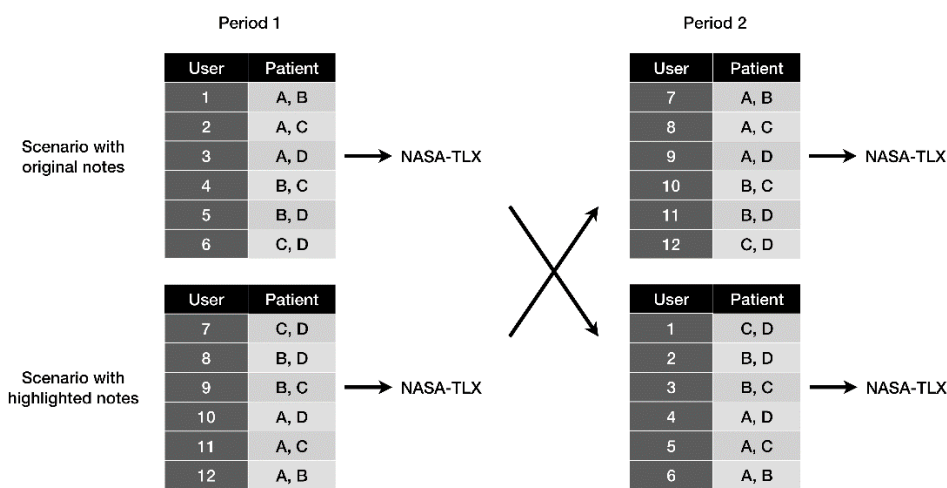 Period 1
Period 2
User Patient
1 A, B
2 A, C
3 A, D
4 B, C
5 B, D
6 C, D
Scenario with
original notes
NASA-TLX
User Patient
7 A, B
8 A, C
9 A, D
10 B, C
11 B, D
12 C, D
NASA-TLX
User Patient
7 C, D
8 B, D
9 B, C
10 A, D
11 A, C
12 A, B
Scenario with
highlighted notes
NASA-TLX
User Patient
1 C, D
2 B, D
3 B, C
4 A, D
5 A, C
6 A, B
NASA-TLX